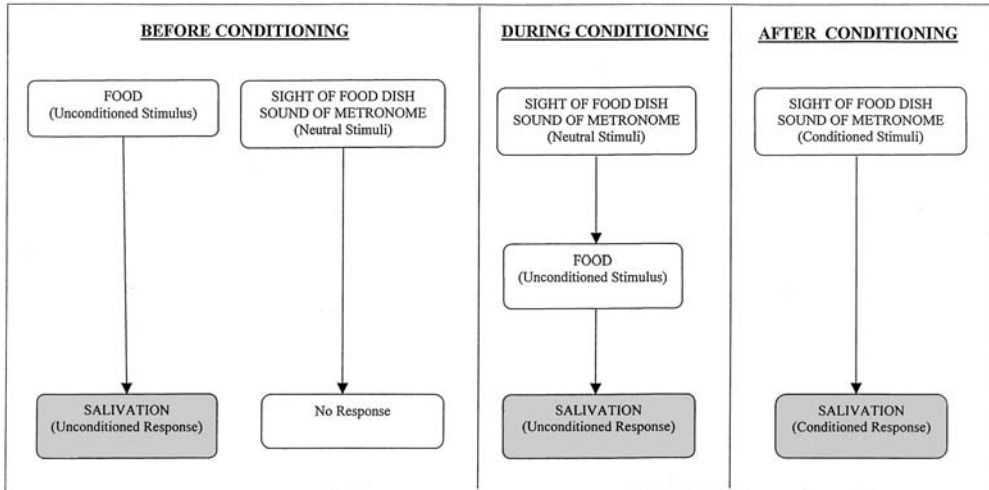 BEFORE CONDITIONING
FOOD
(Unconditioned Stimulus)
SIGHT OF FOOD DISH
SOUND OF METRONOME
(Neutral Stimuli)
SALIVATION
(Unconditioned Response)
No Response
DURING CONDITIONING
SIGHT OF FOOD DISH
SOUND OF METRONOME
(Neutral Stimuli)
FOOD
(Unconditioned Stimulus)
SALIVATION
(Unconditioned Response)
AFTER CONDITIONING
SIGHT OF FOOD DISH
SOUND OF METRONOME
(Conditioned Stimuli)
SALIVATION
(Conditioned Response)